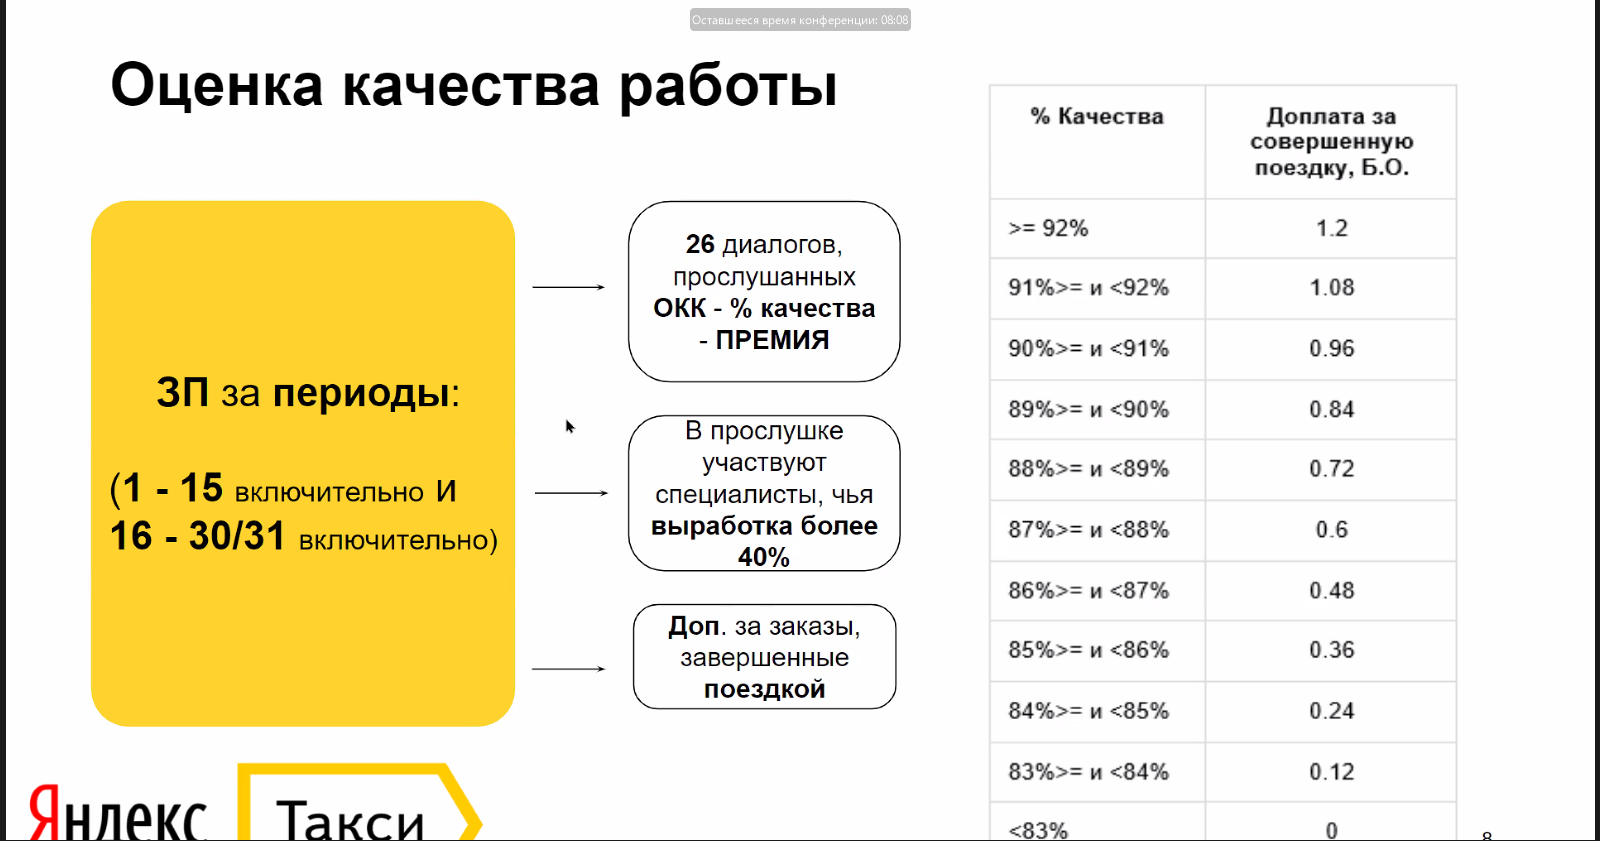 Оставшееся время конференции: 08:08
Оценка качества работы
ЗП за периоды:
(1 - 15 включительно и
16 - 30/31 включительно)
26 диалогов,
прослушанных
ОКК - % качества
- ПРЕМИЯ
В прослушке
участвуют
специалисты, чья
выработка более
40%
Доп. за заказы,
завершенные
поездкой
% Качества
Доплата за
совершенную
поездку, Б.О.
>= 92% 1.2
91%>= и <92% 1.08
90%>= и <91% 0.96
89%>= и <90% 0.84
88%>= и <89% 0.72
87%>= и <88% 0.6
86%>= и <87% 0.48
85%>= и <86% 0.36
84%>= и <85% 0.24
83%>= и <84% 0.12
<83% 0
Яндекс Такси
8